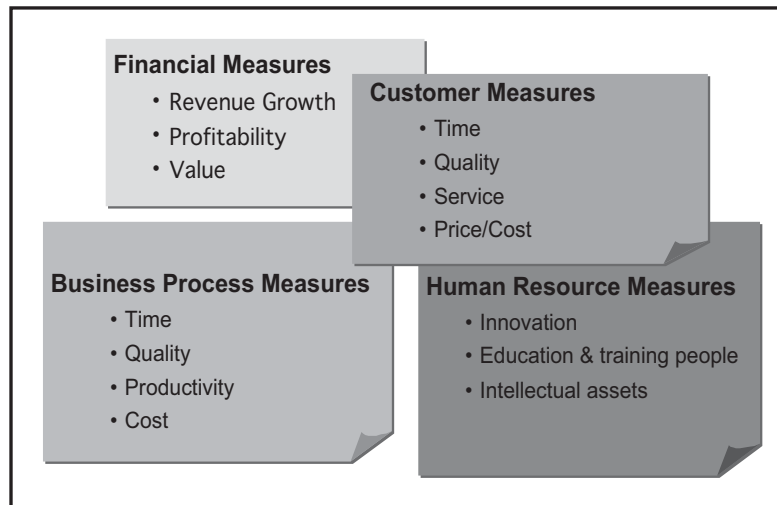 Financial Measures
• Revenue Growth
• Profitability
• Value
Customer Measures
• Time
• Quality
• Service
• Price/Cost
Business Process Measures
• Time
• Quality
• Productivity
• Cost
Human Resource Measures
• Innovation
• Education & training people
• Intellectual assets